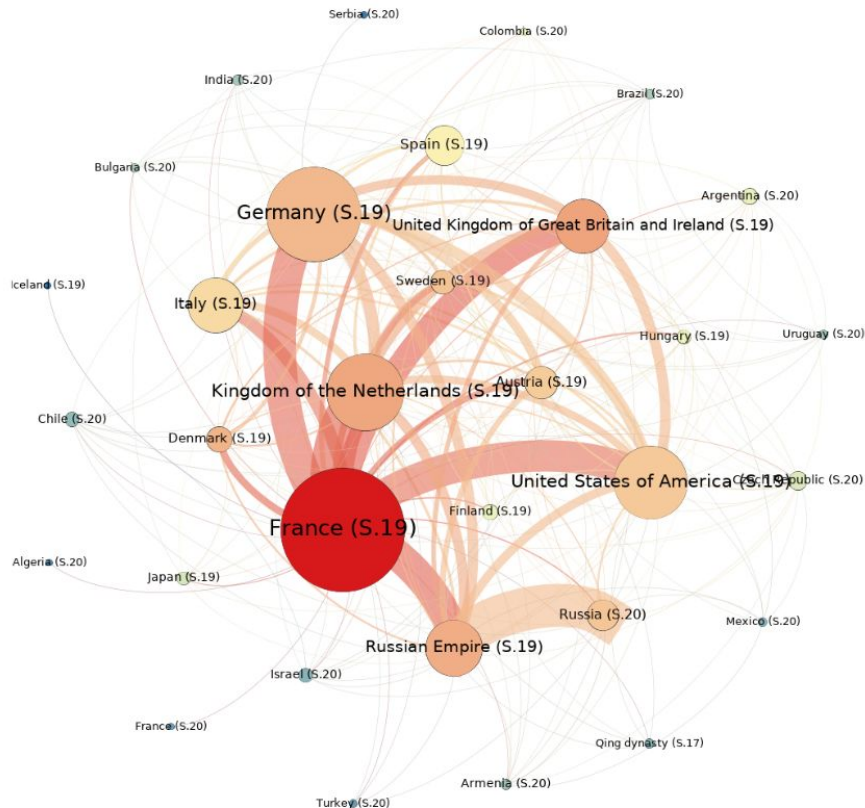 Serbia (S.20)
Colombia (S.20)
India (S.20)
Brazil (S.20)
Spain (S.19)
Bulgaria (S.20)
Argentina (S.20)
Germany (S.19)
United Kingdom of Great Britain and Ireland (S.19)
Iceland (S.19)
Sweden (S.19)
Italy (S.19)
Hungary (S.19)
Uruguay (S.20)
Kingdom of the Netherlands (S.19)
Austria (S.19)
Chile (S.20)
Denmark (S.19)
United States of America (S.19)
Czech Republic (S.20)
Finland (S.19)
France (S.19)
Algeria (S.20)
Japan (S.19)
Russia (S.20)
Mexico (S.20)
Russian Empire (S.19)
Israel (S.20)
France (S.20)
Qing dynasty (S.17)
Armenia (S.20)
Turkey (S.20)